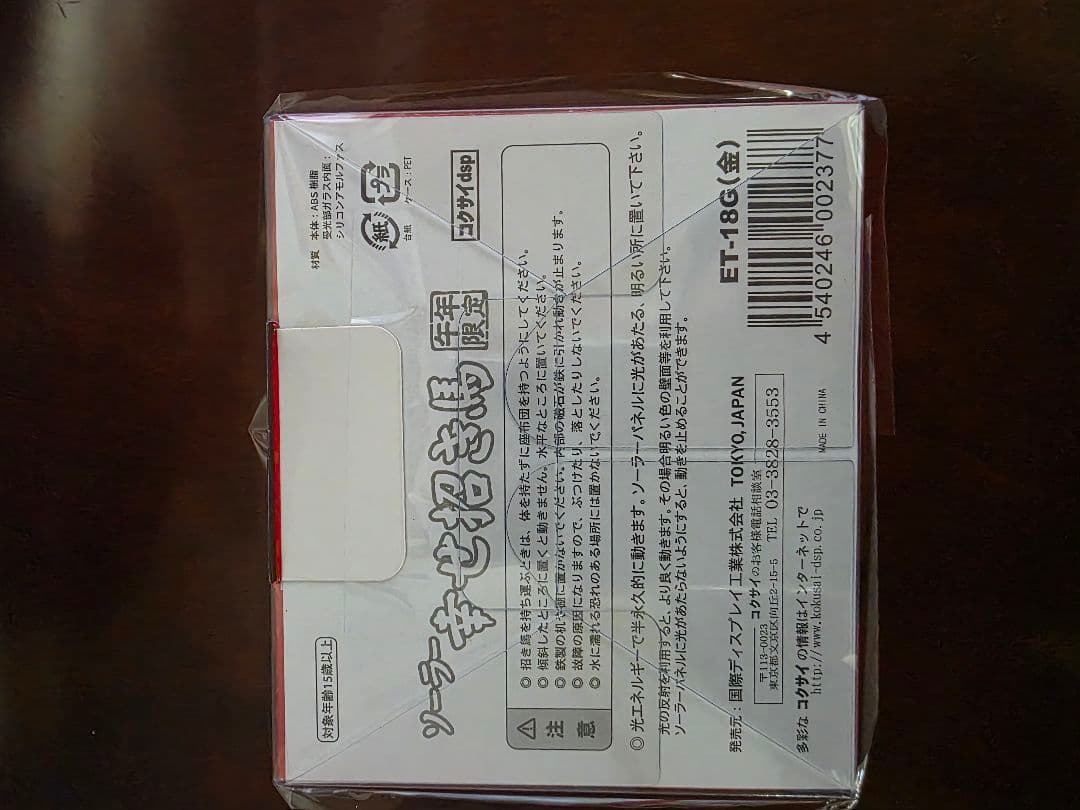 対象年齢15歳以上
材質 本体：ABS樹脂
受光部ガラス内面：
シリコンアモルファス
紙
プラ
台紙
ケース：PET
ソーラー
幸せ招き馬
午年
限定
コクサイdsp
注意
◎ 招き馬を持ち運ぶときは、体を持たずに座布団を持つようにしてください。
◎ 傾斜したところに置くと動きません。水平なところに置いてください。
◎ 鉄製の机や棚に置かないでください。内部の磁石が鉄に引かれ動きが止まります。
◎ 故障の原因になりますので、ぶつけたり、落としたりしないでください。
◎ 水に濡れる恐れのある場所には置かないでください。
◎ 光エネルギーで半永久的に動きます。ソーラーパネルに光があたる、明るい所に置いて下さい。
光の反射を利用すると、より良く動きます。その場合明るい色の壁面等を利用して下さい。
ソーラーパネルに光があたらないようにすると、動きを止めることができます。
発売元：国際ディスプレイ工業株式会社 TOKYO, JAPAN
〒113-0023 コクサイのお客様電話相談室
東京都文京区向丘2-15-5 TEL 03-3828-3553
多彩な コクサイ の情報はインターネットで
http://www.kokusai-dsp.co.jp
MADE IN CHINA
ET-18G(金)
4 540246 002377